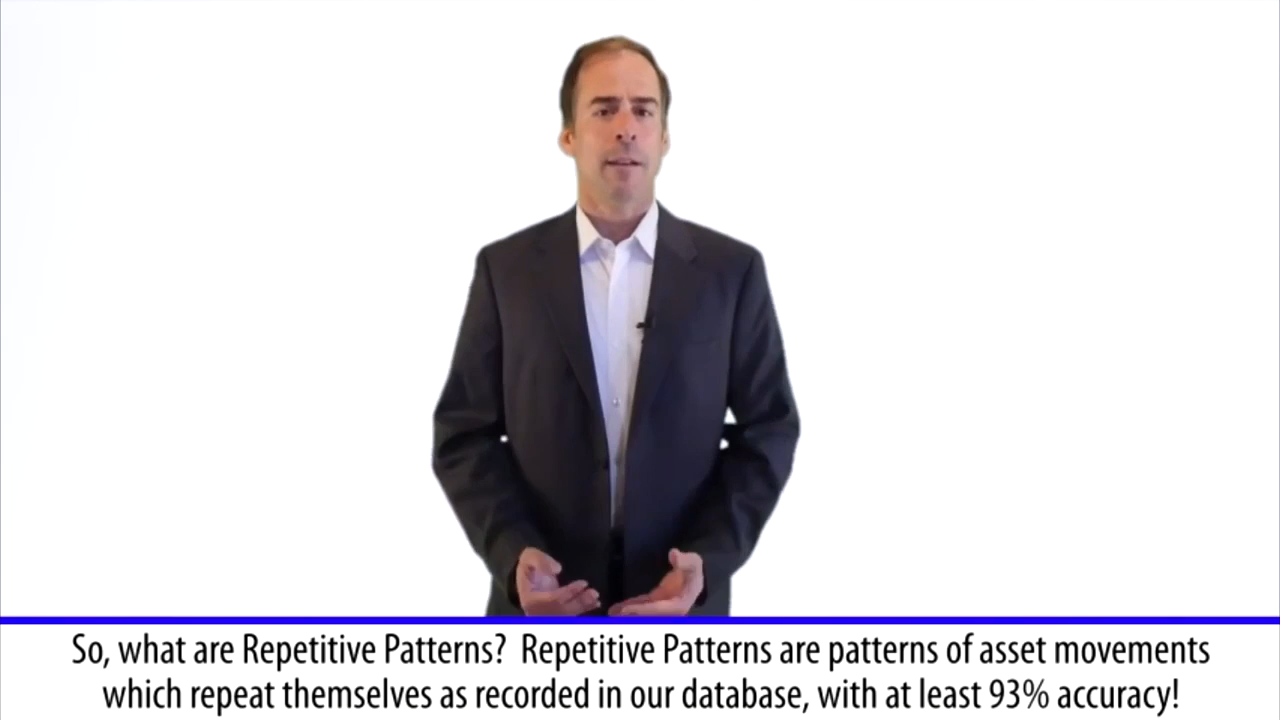 So, what are Repetitive Patterns?  Repetitive Patterns are patterns of asset movements
which repeat themselves as recorded in our database, with at least 93% accuracy!